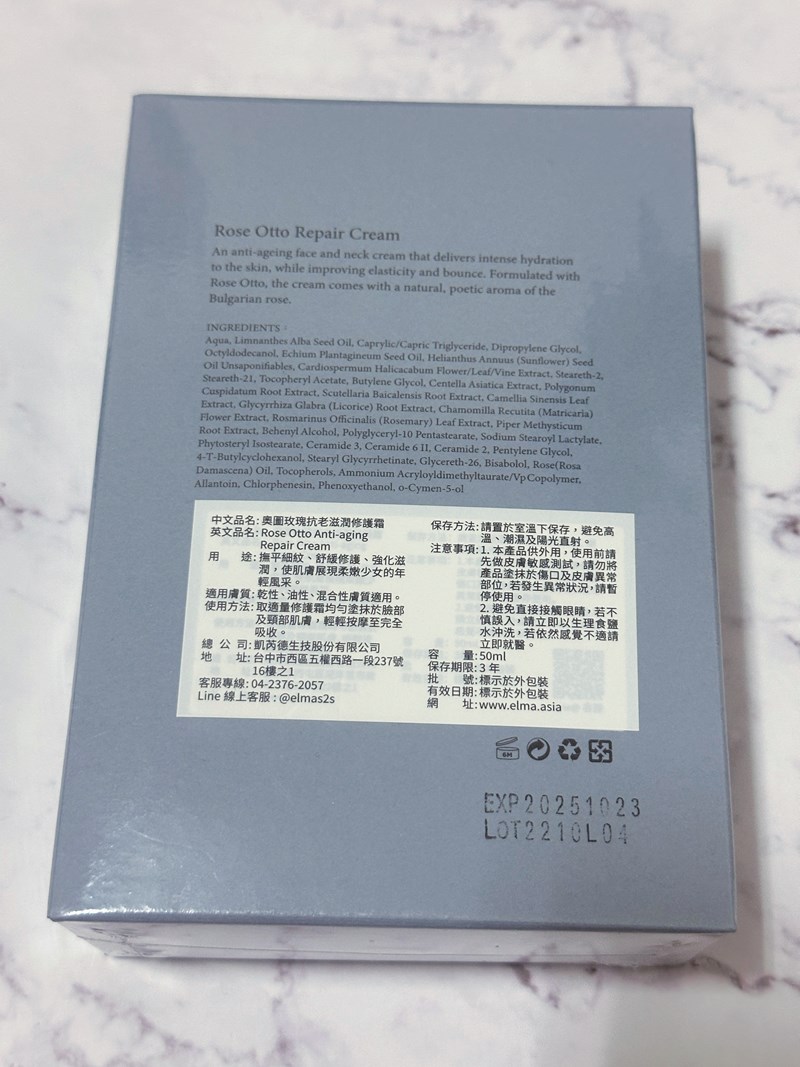 Rose Otto Repair Cream
An anti-ageing face and neck cream that delivers intense hydration
to the skin, while improving elasticity and bounce. Formulated with
Rose Otto, the cream comes with a natural, poetic aroma of the
Bulgarian rose.
INGREDIENTS :
Aqua, Limnanthes Alba Seed Oil, Caprylic/Capric Triglyceride, Dipropylene Glycol,
Octyldodecanol, Echium Plantagineum Seed Oil, Helianthus Annuus (Sunflower) Seed
Oil Unsaponifiables, Cardiospermum Halicacabum Flower/Leaf/Vine Extract, Steareth-2,
Steareth-21, Tocopheryl Acetate, Butylene Glycol, Centella Asiatica Extract, Polygonum
Cuspidatum Root Extract, Scutellaria Baicalensis Root Extract, Camellia Sinensis Leaf
Extract, Glycyrrhiza Glabra (Licorice) Root Extract, Chamomilla Recutita (Matricaria)
Flower Extract, Rosmarinus Officinalis (Rosemary) Leaf Extract, Piper Methysticum
Root Extract, Behenyl Alcohol, Polyglyceryl-10 Pentastearate, Sodium Stearoyl Lactylate,
Phytosteryl Isostearate, Ceramide 3, Ceramide 6 II, Ceramide 2, Pentylene Glycol,
4-T-Butylcyclohexanol, Stearyl Glycyrrhetinate, Glycereth-26, Bisabolol, Rose(Rosa
Damascena) Oil, Tocopherols, Ammonium Acryloyldimethyltaurate/Vp Copolymer,
Allantoin, Chlorphenesin, Phenoxyethanol, o-Cymen-5-ol
中文品名: 奧圖玫瑰抗老滋潤修護霜
英文品名: Rose Otto Anti-aging
Repair Cream
用 途: 撫平細紋、舒緩修護、強化滋
潤，使肌膚展現柔嫩少女的年
輕風采。
適用膚質: 乾性、油性、混合性膚質適用。
使用方法: 取適量修護霜均勻塗抹於臉部
及頸部肌膚，輕輕按摩至完全
吸收。
總 公 司: 凱芮德生技股份有限公司
地 址: 台中市西區五權西路一段237號
16樓之1
客服專線: 04-2376-2057
Line 線上客服 : @elmas2s
保存方法: 請置於室溫下保存，避免高
溫、潮濕及陽光直射。
注意事項: 1. 本產品供外用，使用前請
先做皮膚敏感測試，請勿將
產品塗抹於傷口及皮膚異常
部位，若發生異常狀況，請暫
停使用。
2. 避免直接接觸眼睛，若不
慎誤入，請立即以生理食鹽
水沖洗，若依然感覺不適請
立即就醫。
容 量: 50ml
保存期限: 3 年
批 號: 標示於外包裝
有效日期: 標示於外包裝
網 址: www.elma.asia
6M
EXP20251023
LOT2210L04